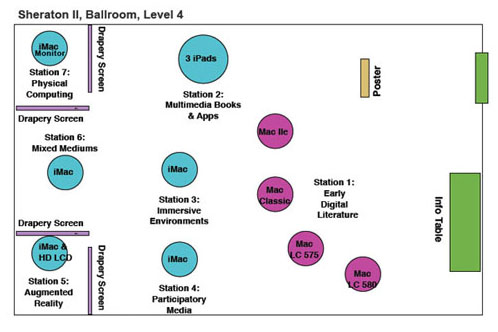 Sheraton II, Ballroom, Level 4
iMac
Monitor
Station 7:
Physical
Computing
Drapery Screen
Drapery Screen
3 iPads
Station 2:
Multimedia Books
& Apps
Poster
Station 6:
Mixed Mediums
iMac
Mac IIe
iMac
Station 3:
Immersive
Environments
Mac
Classic
Station 1:
Early
Digital
Literature
Info Table
Drapery Screen
iMac &
HD LCD
Station 5:
Augmented
Reality
Drapery Screen
iMac
Station 4:
Participatory
Media
Mac
LC 575
Mac
LC 580